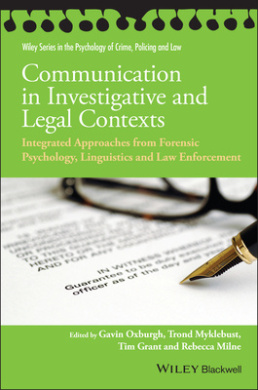 Wiley Series in the Psychology of Crime, Policing and Law
Communication
in Investigative and
Legal Contexts
Integrated Approaches from Forensic
Psychology, Linguistics and Law Enforcement
IN WITNESS WHEREOF
Guarantor to be duly
officer as of the day and
Edited by Gavin Oxburgh, Trond Myklebust,
Tim Grant and Rebecca Milne
WILEY Blackwell